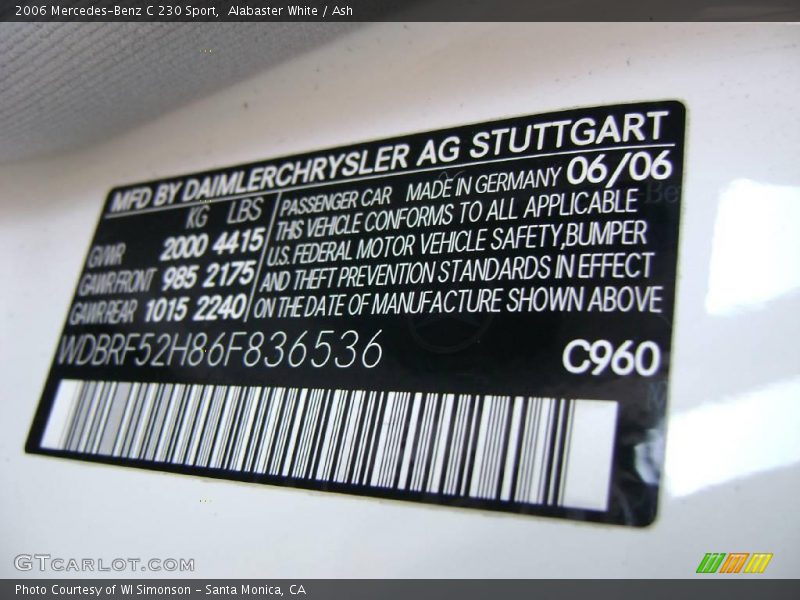 2006 Mercedes-Benz C 230 Sport,  Alabaster White / Ash
MFD BY DAIMLERCHRYSLER AG STUTTGART
KG LBS
GVWR 2000 4415
GAWR FRONT 985 2175
GAWR REAR 1015 2240
PASSENGER CAR MADE IN GERMANY 06/06
THIS VEHICLE CONFORMS TO ALL APPLICABLE
U.S. FEDERAL MOTOR VEHICLE SAFETY, BUMPER
AND THEFT PREVENTION STANDARDS IN EFFECT
ON THE DATE OF MANUFACTURE SHOWN ABOVE
WDBRF52H86F836536
C960
GTCARLOT.COM
Photo Courtesy of WI Simonson - Santa Monica, CA